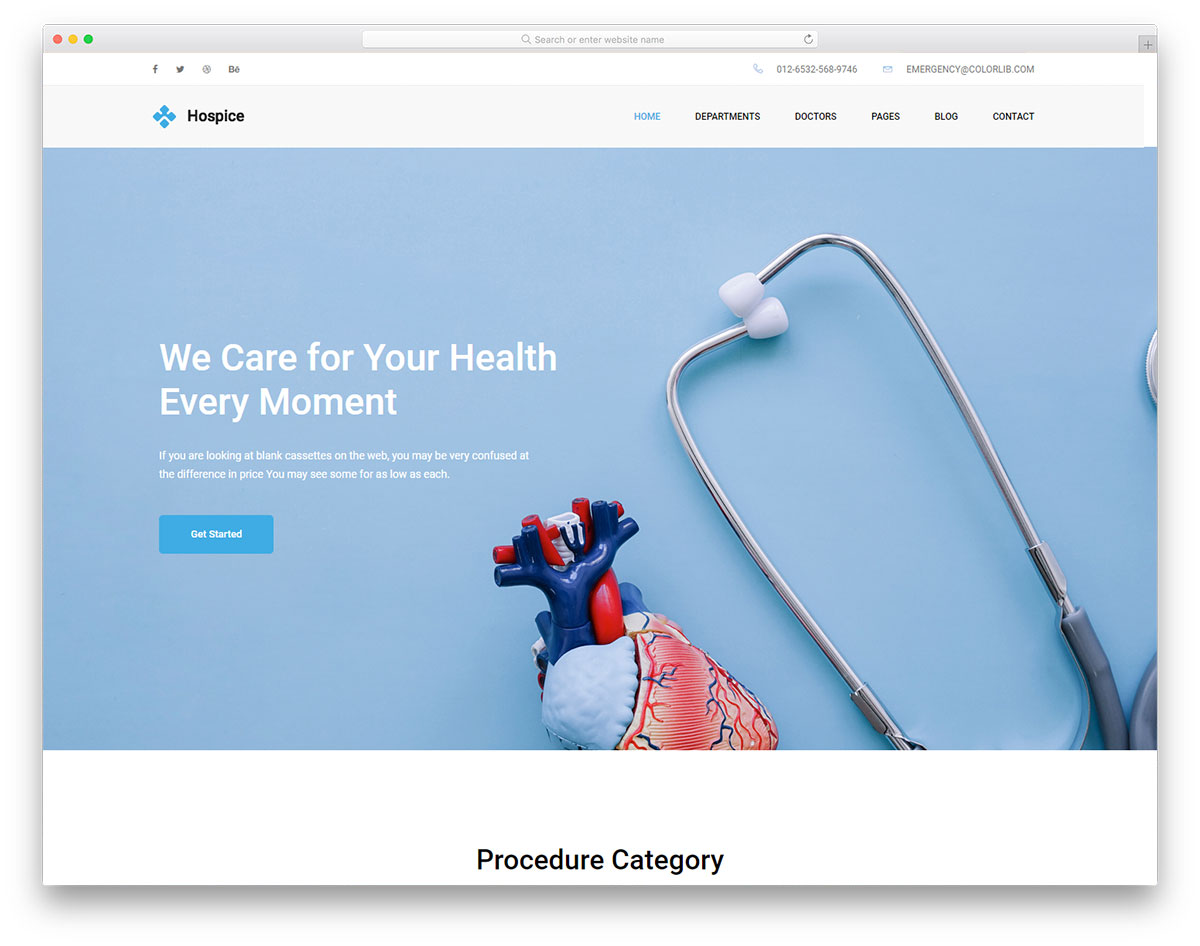 Search or enter website name
012-6532-568-9746 EMERGENCY@COLORLIB.COM
Hospice
HOME DEPARTMENTS DOCTORS PAGES BLOG CONTACT
We Care for Your Health
Every Moment
If you are looking at blank cassettes on the web, you may be very confused at
the difference in price You may see some for as low as each.
Get Started
Procedure Category